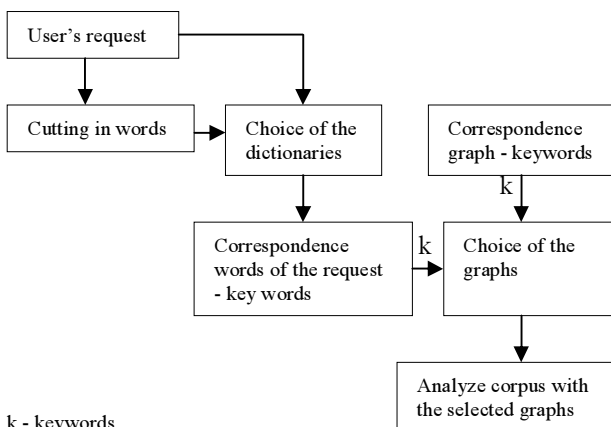 User's request
Cutting in words
Choice of the
dictionaries
Correspondence
graph - keywords
k
Correspondence
words of the request
- key words
k
Choice of the
graphs
Analyze corpus with
the selected graphs
k - keywords